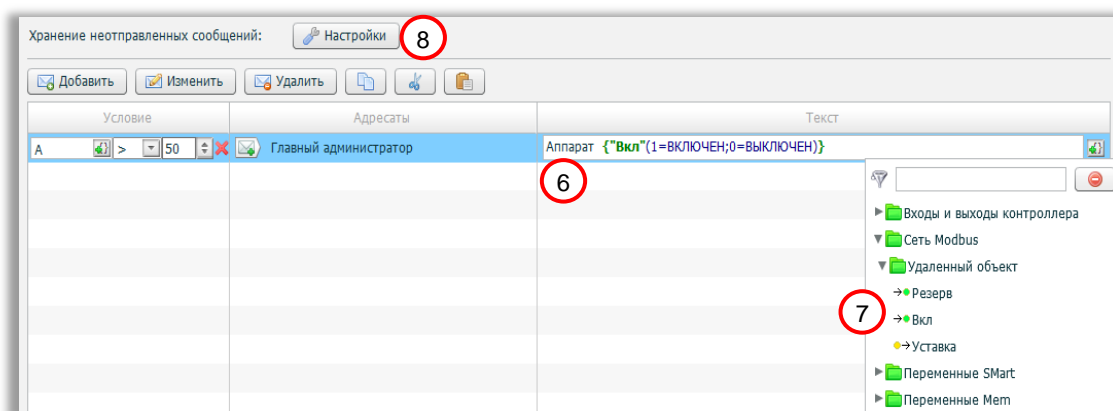 Хранение неотправленных сообщений: Настройки 8
Добавить Изменить Удалить
Условие Адресаты Текст
A > 50 Главный администратор Аппарат {"Вкл"(1=ВКЛЮЧЕН;0=ВЫКЛЮЧЕН)}
6
Входы и выходы контроллера
Сеть Modbus
Удаленный объект
Резерв
7
Вкл
Уставка
Переменные SMart
Переменные Mem